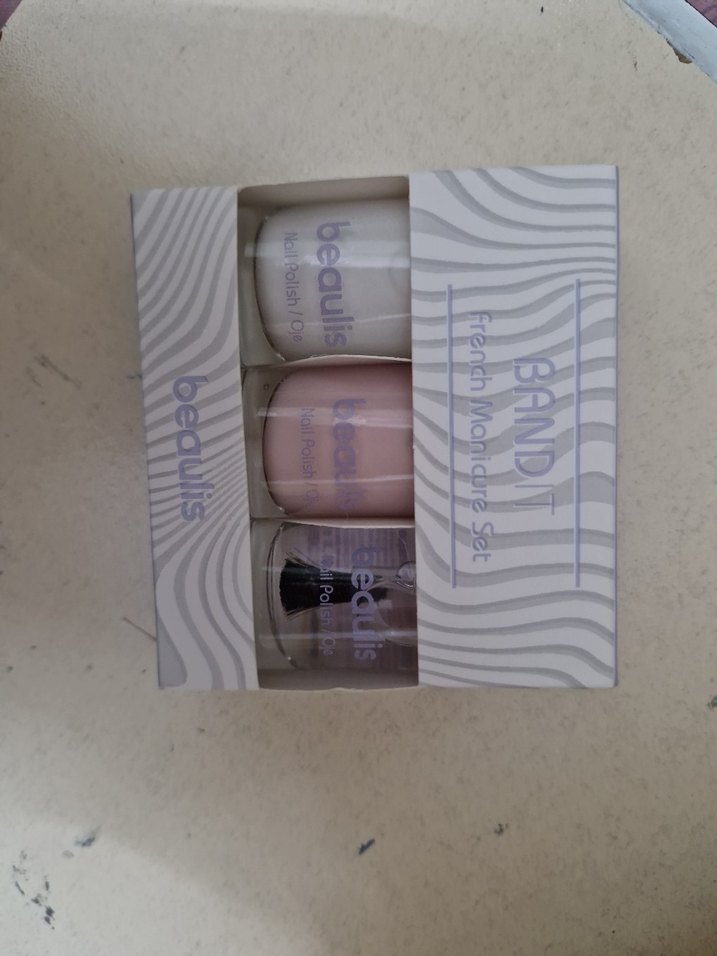 BANDIT
French Manicure Set
beaulis
Nail Polish / Oje
beaulis
Nail Polish / Oje
beaulis
Nail Polish / Oje
beaulis